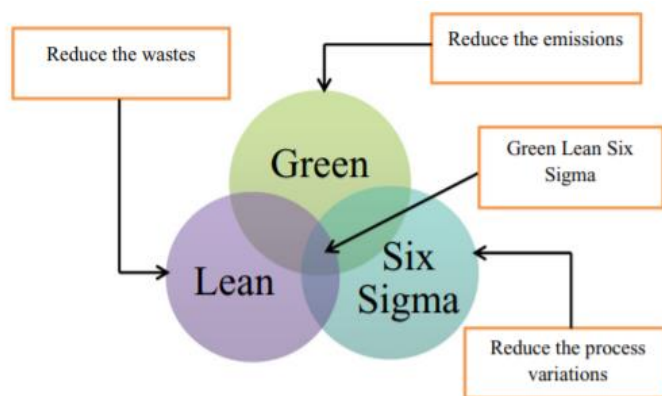 Reduce the wastes
Reduce the emissions
Green
Green Lean Six
Sigma
Lean
Six
Sigma
Reduce the process
variations